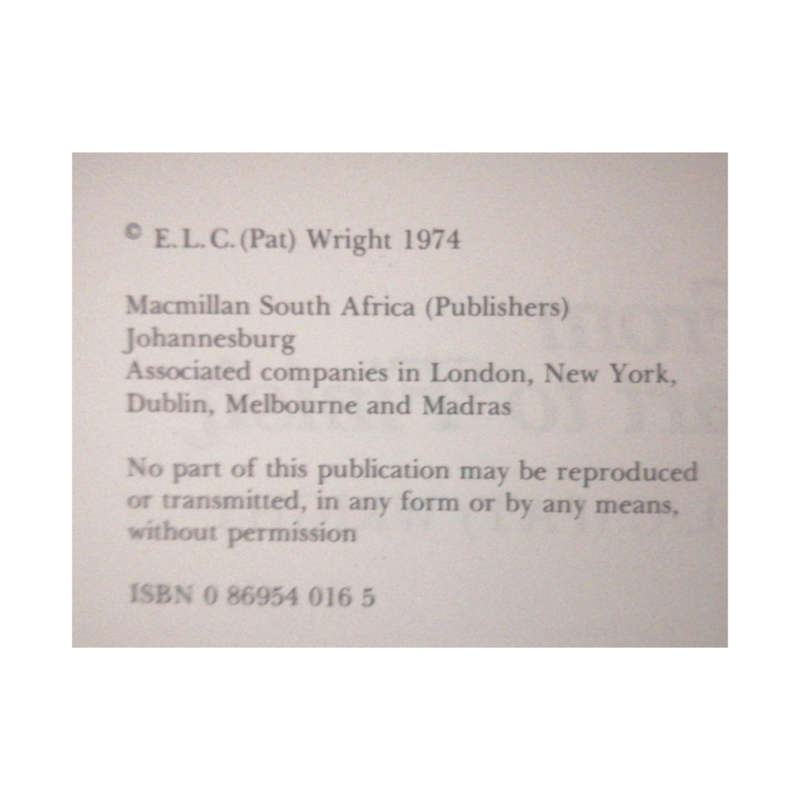 © E.L.C.(Pat) Wright 1974
Macmillan South Africa (Publishers)
Johannesburg
Associated companies in London, New York,
Dublin, Melbourne and Madras
No part of this publication may be reproduced
or transmitted, in any form or by any means,
without permission
ISBN 0 86954 016 5